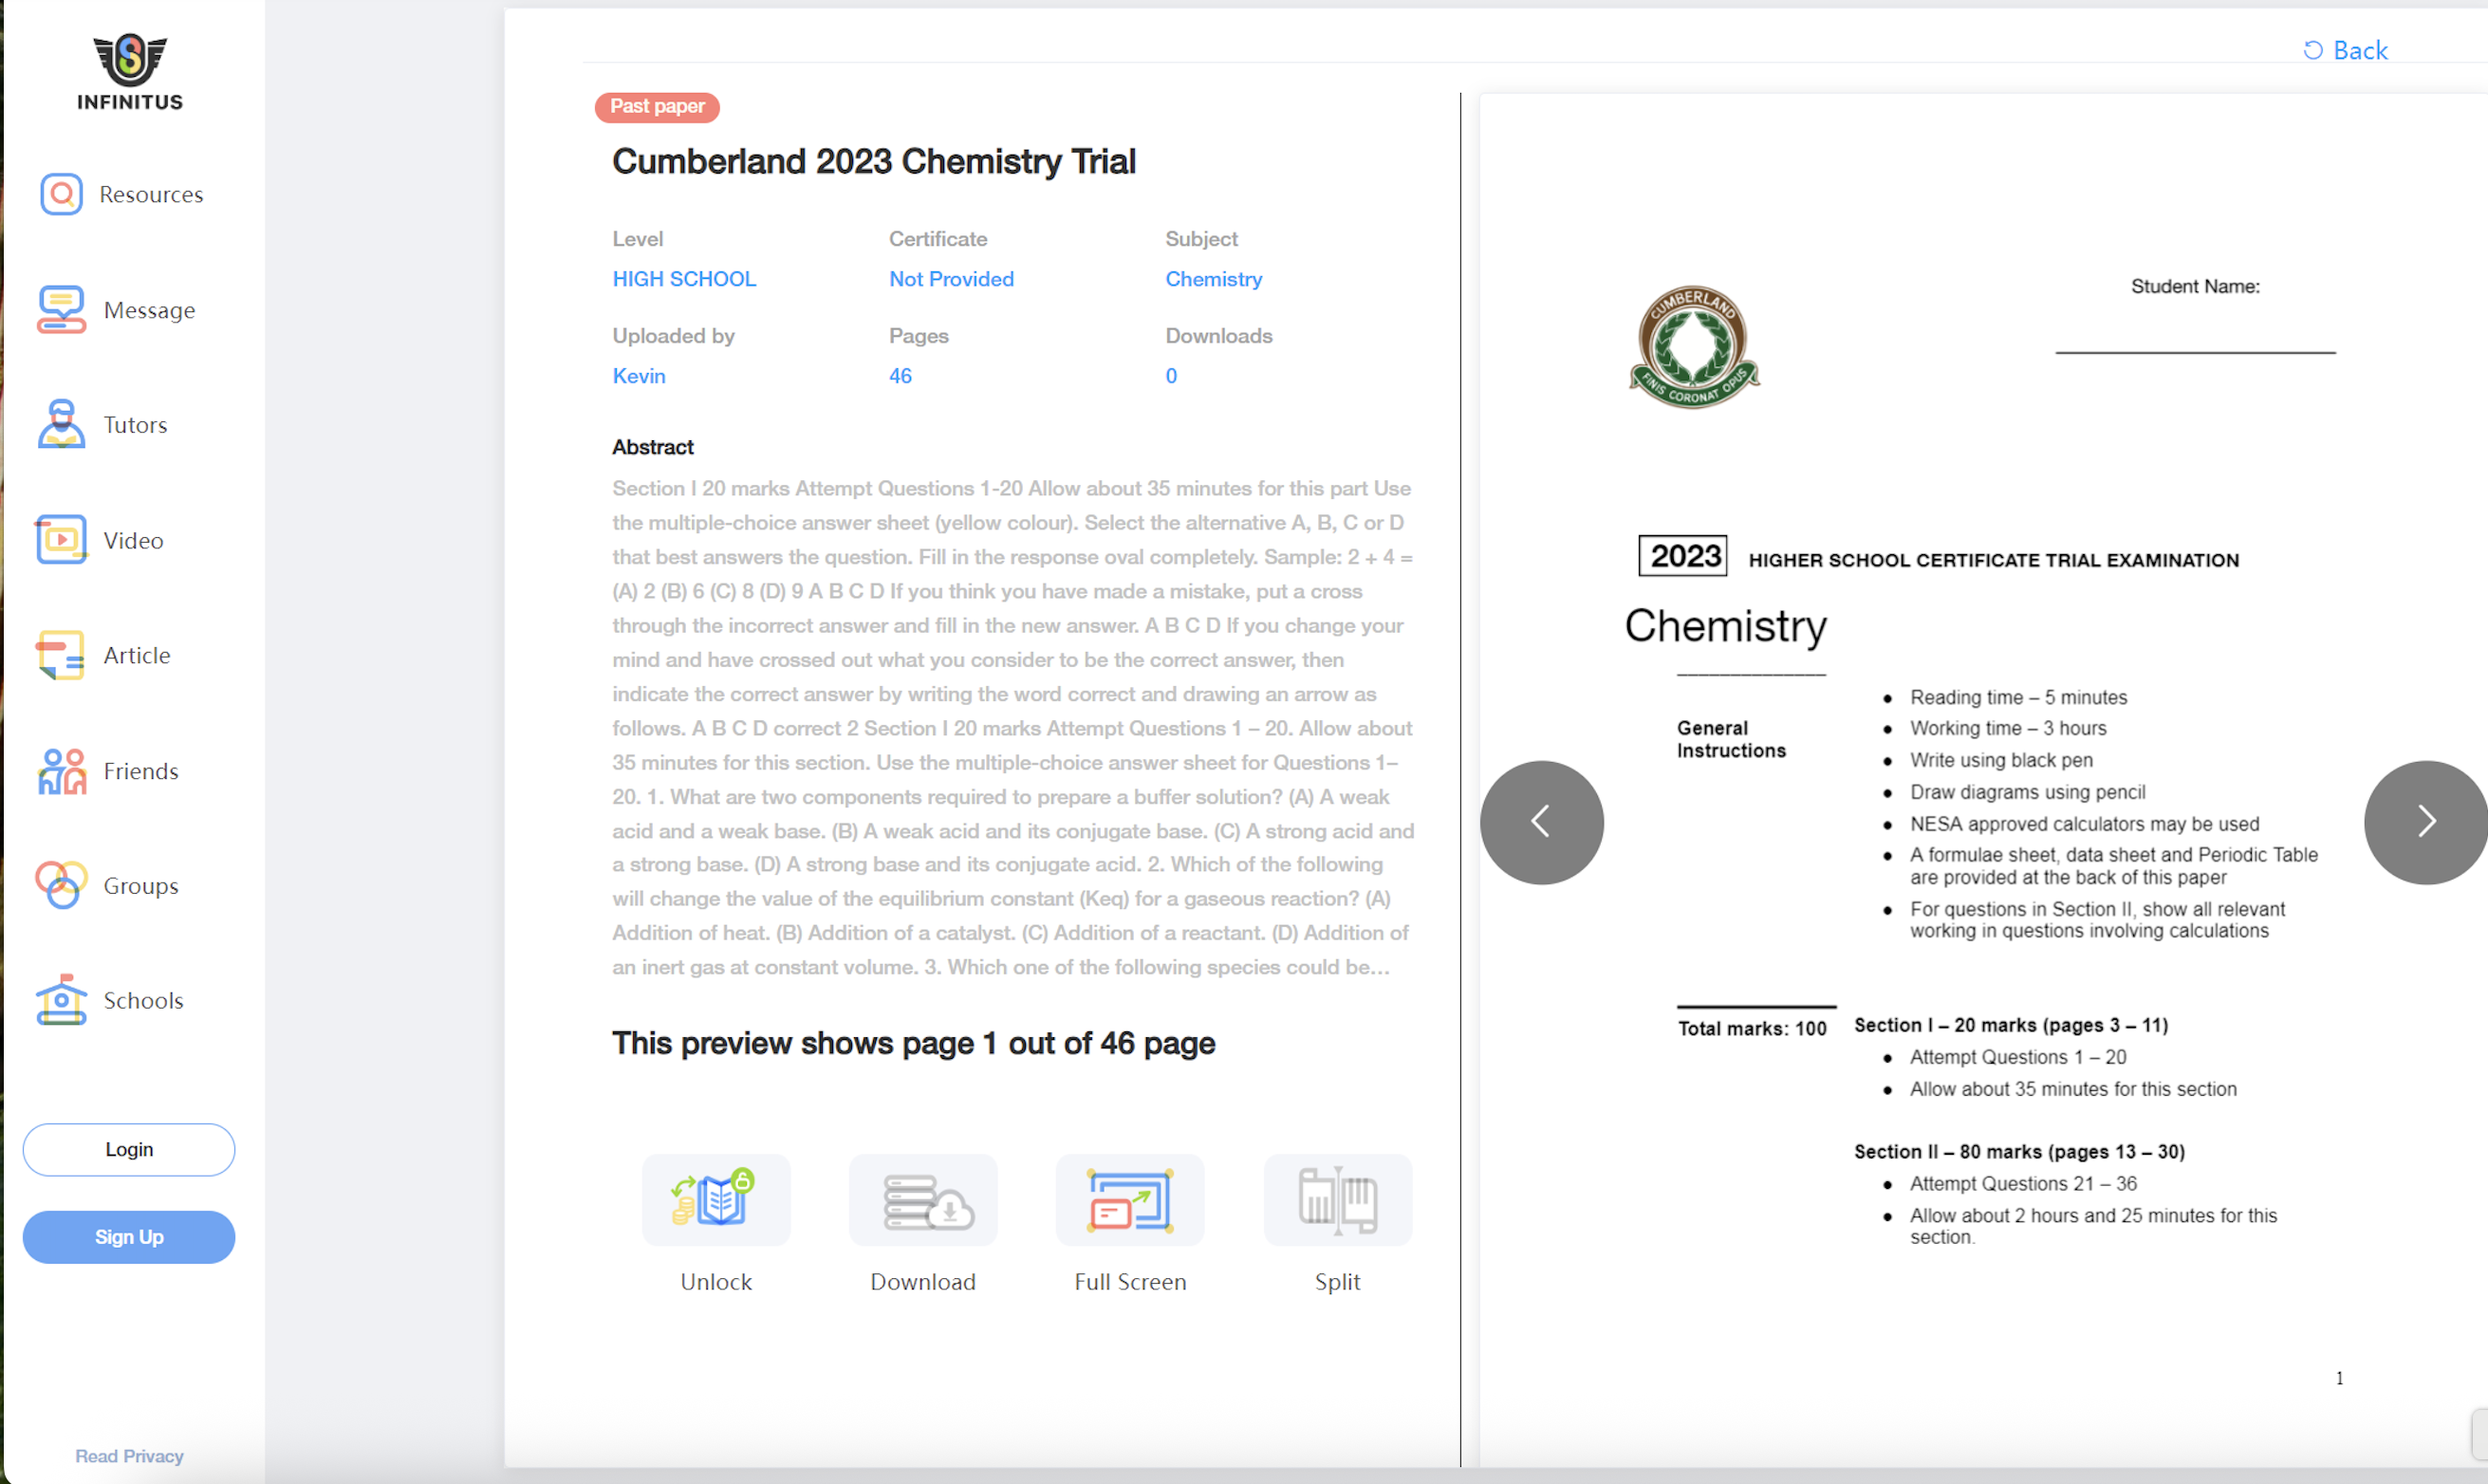 INFINITUS
Resources
Message
Tutors
Video
Article
Friends
Groups
Schools
Login
Sign Up
Read Privacy
Back
Past paper
Cumberland 2023 Chemistry Trial
Level
Certificate
Subject
HIGH SCHOOL
Not Provided
Chemistry
Uploaded by
Pages
Downloads
Kevin
46
0
Abstract
Section I 20 marks Attempt Questions 1-20 Allow about 35 minutes for this part Use
the multiple-choice answer sheet (yellow colour). Select the alternative A, B, C or D
that best answers the question. Fill in the response oval completely. Sample: 2 + 4 =
(A) 2 (B) 6 (C) 8 (D) 9 A B C D If you think you have made a mistake, put a cross
through the incorrect answer and fill in the new answer. A B C D If you change your
mind and have crossed out what you consider to be the correct answer, then
indicate the correct answer by writing the word correct and drawing an arrow as
follows. A B C D correct 2 Section I 20 marks Attempt Questions 1 – 20. Allow about
35 minutes for this section. Use the multiple-choice answer sheet for Questions 1–
20. 1. What are two components required to prepare a buffer solution? (A) A weak
acid and a weak base. (B) A weak acid and its conjugate base. (C) A strong acid and
a strong base. (D) A strong base and its conjugate acid. 2. Which of the following
will change the value of the equilibrium constant (Keq) for a gaseous reaction? (A)
Addition of heat. (B) Addition of a catalyst. (C) Addition of a reactant. (D) Addition of
an inert gas at constant volume. 3. Which one of the following species could be...
This preview shows page 1 out of 46 page
Unlock
Download
Full Screen
Split
CUMBERLAND
FINIS CORONAT OPUS
Student Name:
2023 HIGHER SCHOOL CERTIFICATE TRIAL EXAMINATION
Chemistry
General
Instructions
● Reading time – 5 minutes
● Working time – 3 hours
● Write using black pen
● Draw diagrams using pencil
● NESA approved calculators may be used
● A formulae sheet, data sheet and Periodic Table
are provided at the back of this paper
● For questions in Section II, show all relevant
working in questions involving calculations
Total marks: 100
Section I – 20 marks (pages 3 – 11)
● Attempt Questions 1 – 20
● Allow about 35 minutes for this section
Section II – 80 marks (pages 13 – 30)
● Attempt Questions 21 – 36
● Allow about 2 hours and 25 minutes for this
section.
1